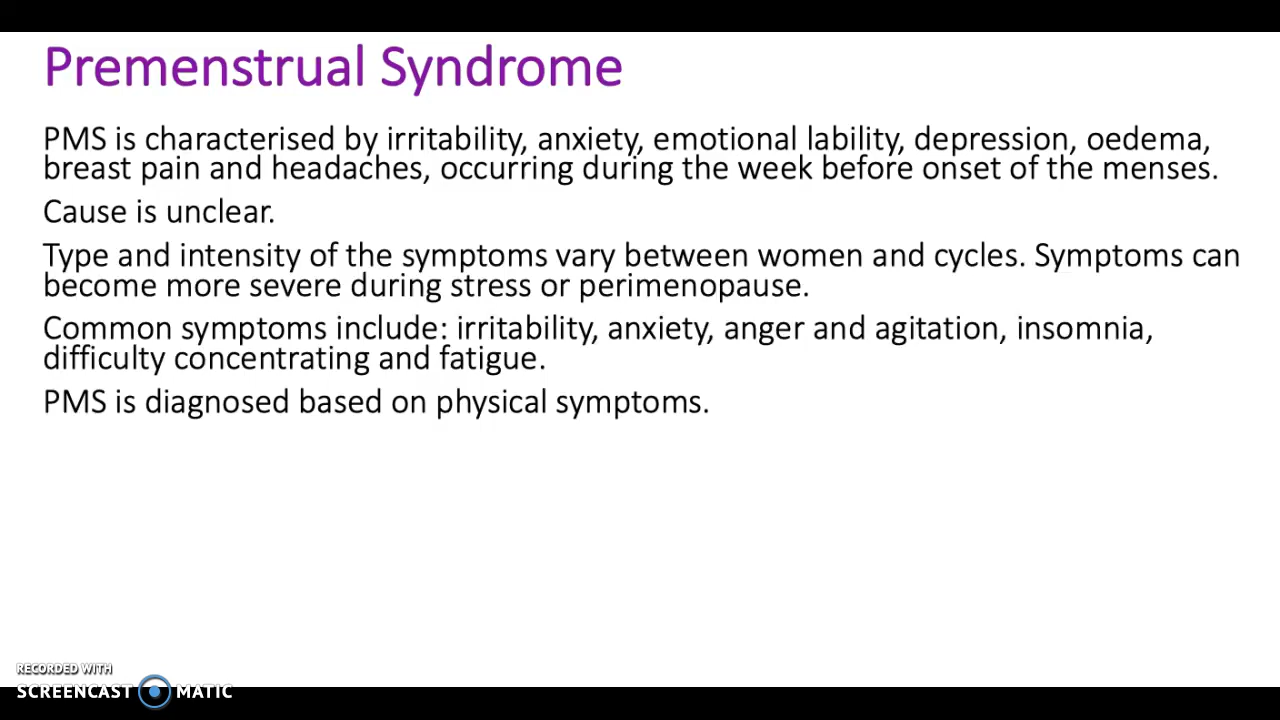 Premenstrual Syndrome
PMS is characterised by irritability, anxiety, emotional lability, depression, oedema,
breast pain and headaches, occurring during the week before onset of the menses.
Cause is unclear.
Type and intensity of the symptoms vary between women and cycles. Symptoms can
become more severe during stress or perimenopause.
Common symptoms include: irritability, anxiety, anger and agitation, insomnia,
difficulty concentrating and fatigue.
PMS is diagnosed based on physical symptoms.
RECORDED WITH
SCREENCAST MATIC